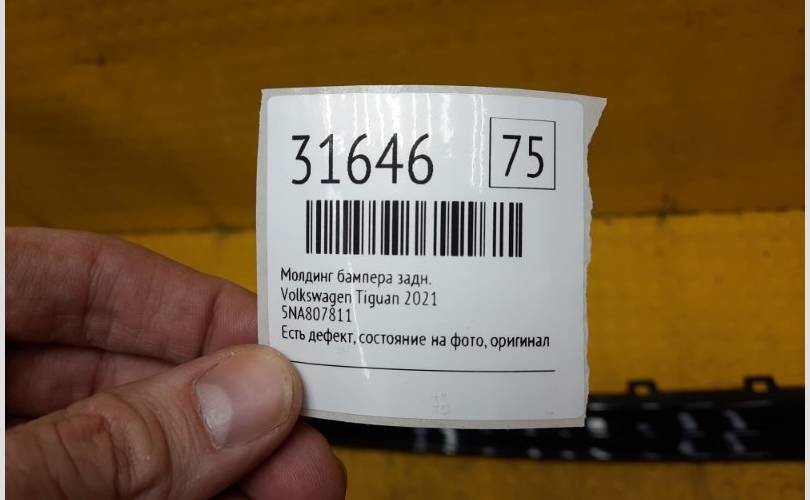 31646
75
Молдинг бампера задн.
Volkswagen Tiguan 2021
5NA807811
Есть дефект, состояние на фото, оригинал